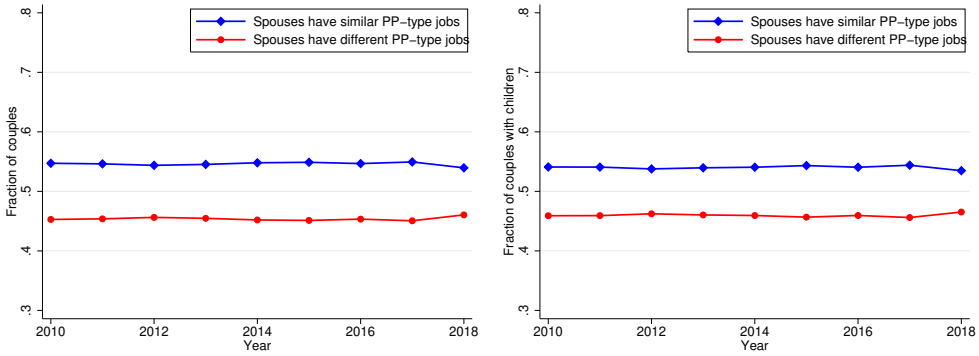 Spouses have similar PP−type jobs
Spouses have different PP−type jobs
.8
.7
.6
.5
.4
.3
Fraction of couples
2010 2012 2014 2016 2018
Year
Spouses have similar PP−type jobs
Spouses have different PP−type jobs
.8
.7
.6
.5
.4
.3
Fraction of couples with children
2010 2012 2014 2016 2018
Year